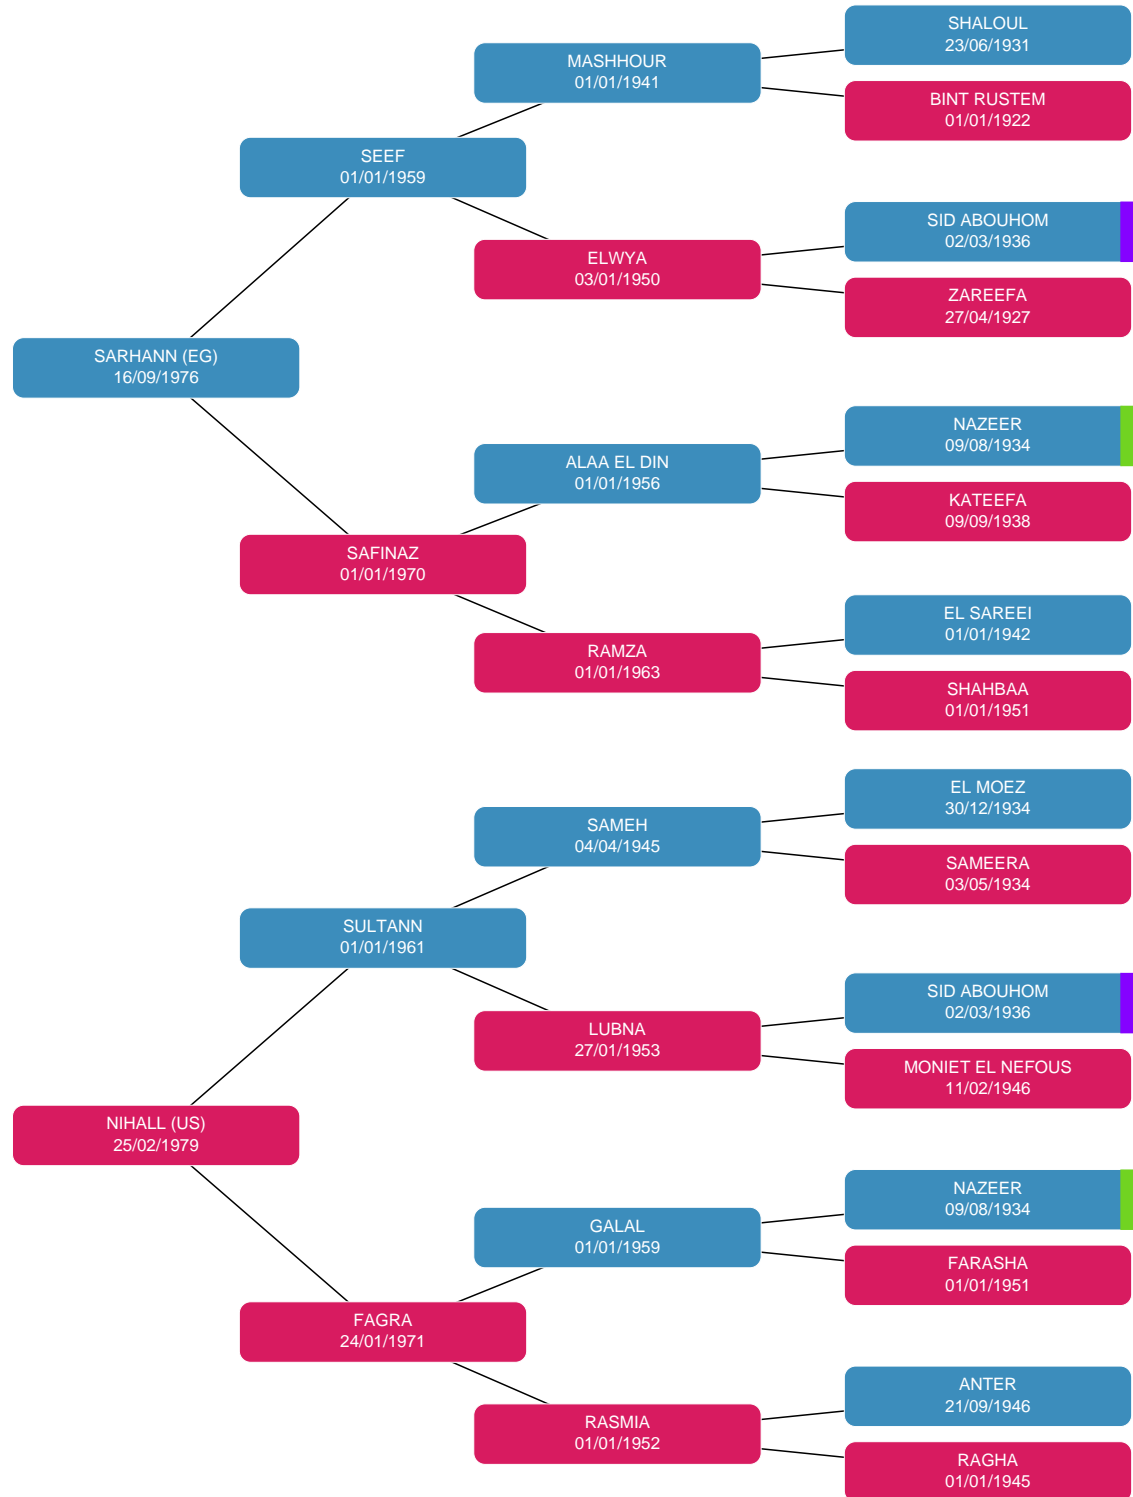 SHALOUL
23/06/1931
MASHHOUR
01/01/1941
BINT RUSTEM
01/01/1922
SEEF
01/01/1959
SID ABOUHOM
02/03/1936
ELWYA
03/01/1950
ZAREEFA
27/04/1927
SARHANN (EG)
16/09/1976
NAZEER
09/08/1934
ALAA EL DIN
01/01/1956
KATEEFA
09/09/1938
SAFINAZ
01/01/1970
EL SAREEI
01/01/1942
RAMZA
01/01/1963
SHAHBAA
01/01/1951
EL MOEZ
30/12/1934
SAMEH
04/04/1945
SAMEERA
03/05/1934
SULTANN
01/01/1961
SID ABOUHOM
02/03/1936
LUBNA
27/01/1953
MONIET EL NEFOUS
11/02/1946
NIHALL (US)
25/02/1979
NAZEER
09/08/1934
GALAL
01/01/1959
FARASHA
01/01/1951
FAGRA
24/01/1971
ANTER
21/09/1946
RASMIA
01/01/1952
RAGHA
01/01/1945